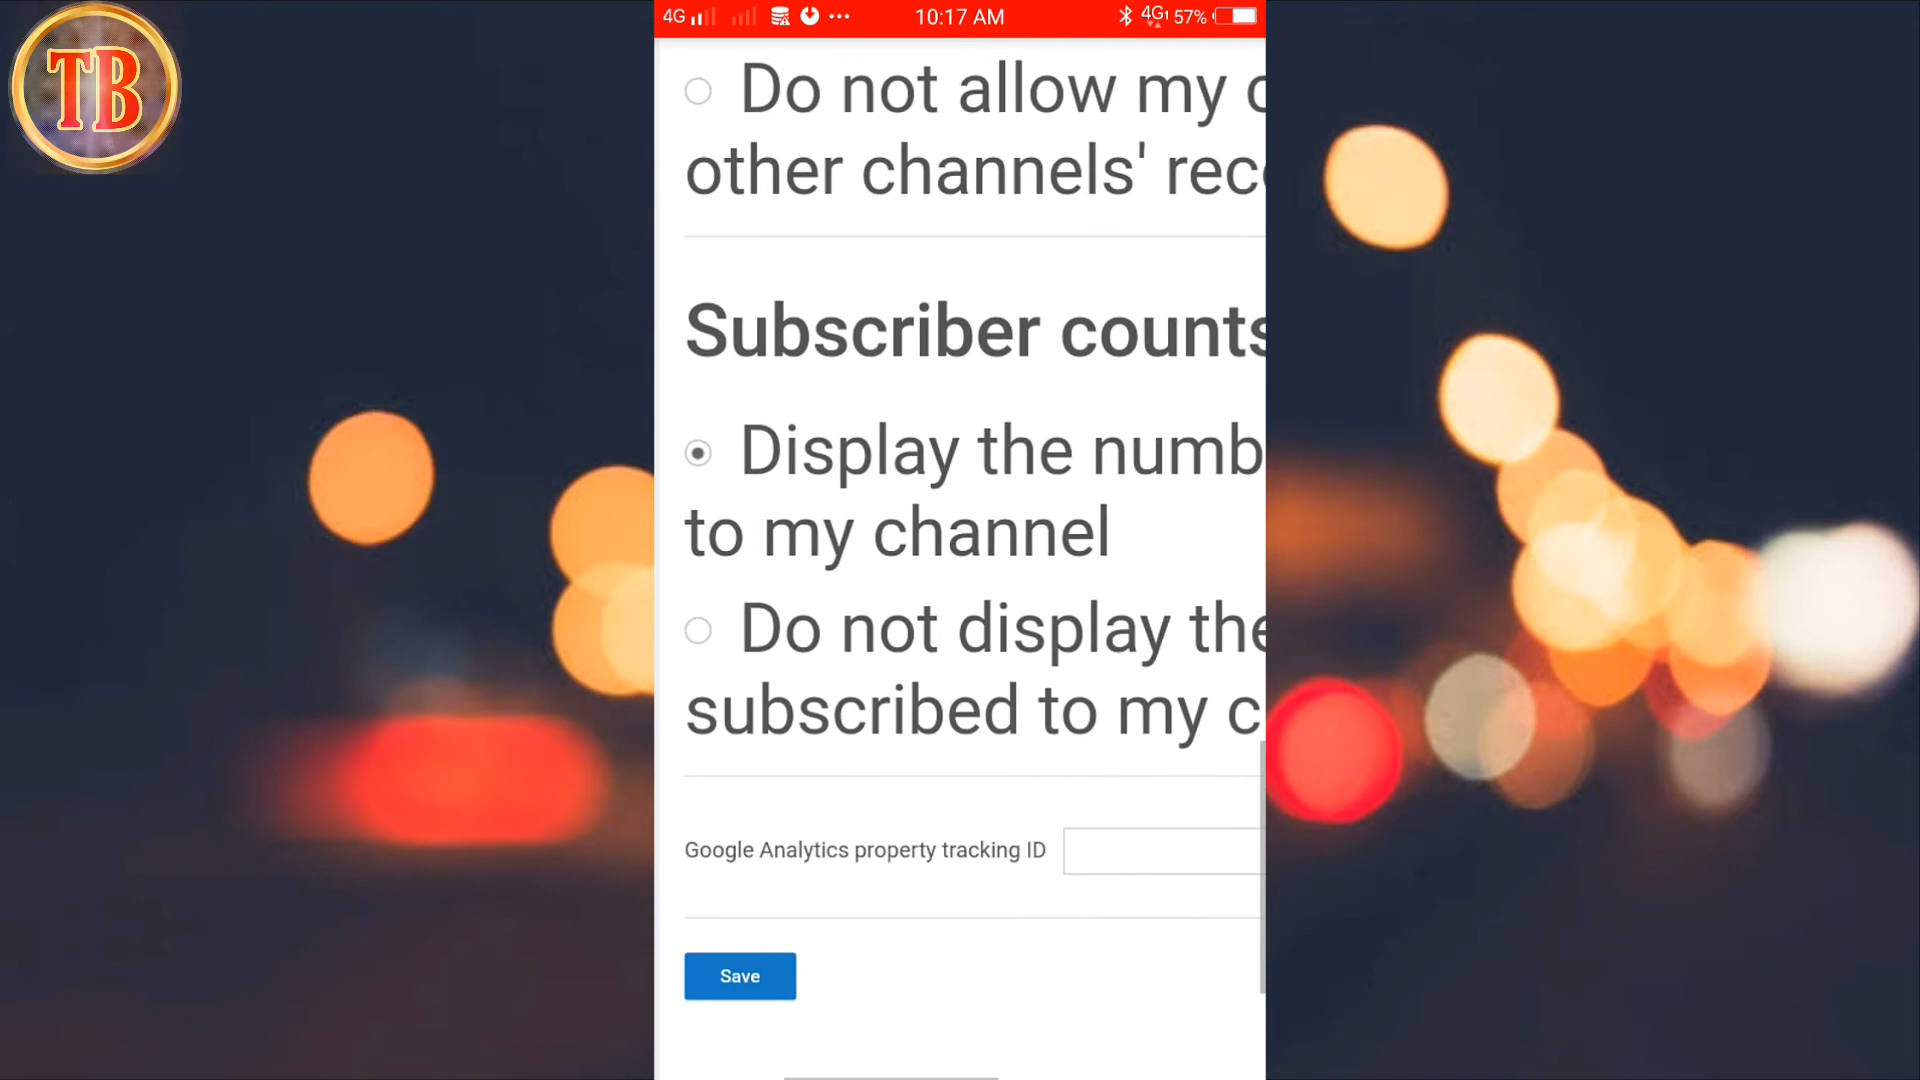 TB
4G 10:17 AM 4G 57%
Do not allow my
other channels' rec
Subscriber counts
Display the numb
to my channel
Do not display the
subscribed to my c
Google Analytics property tracking ID
Save